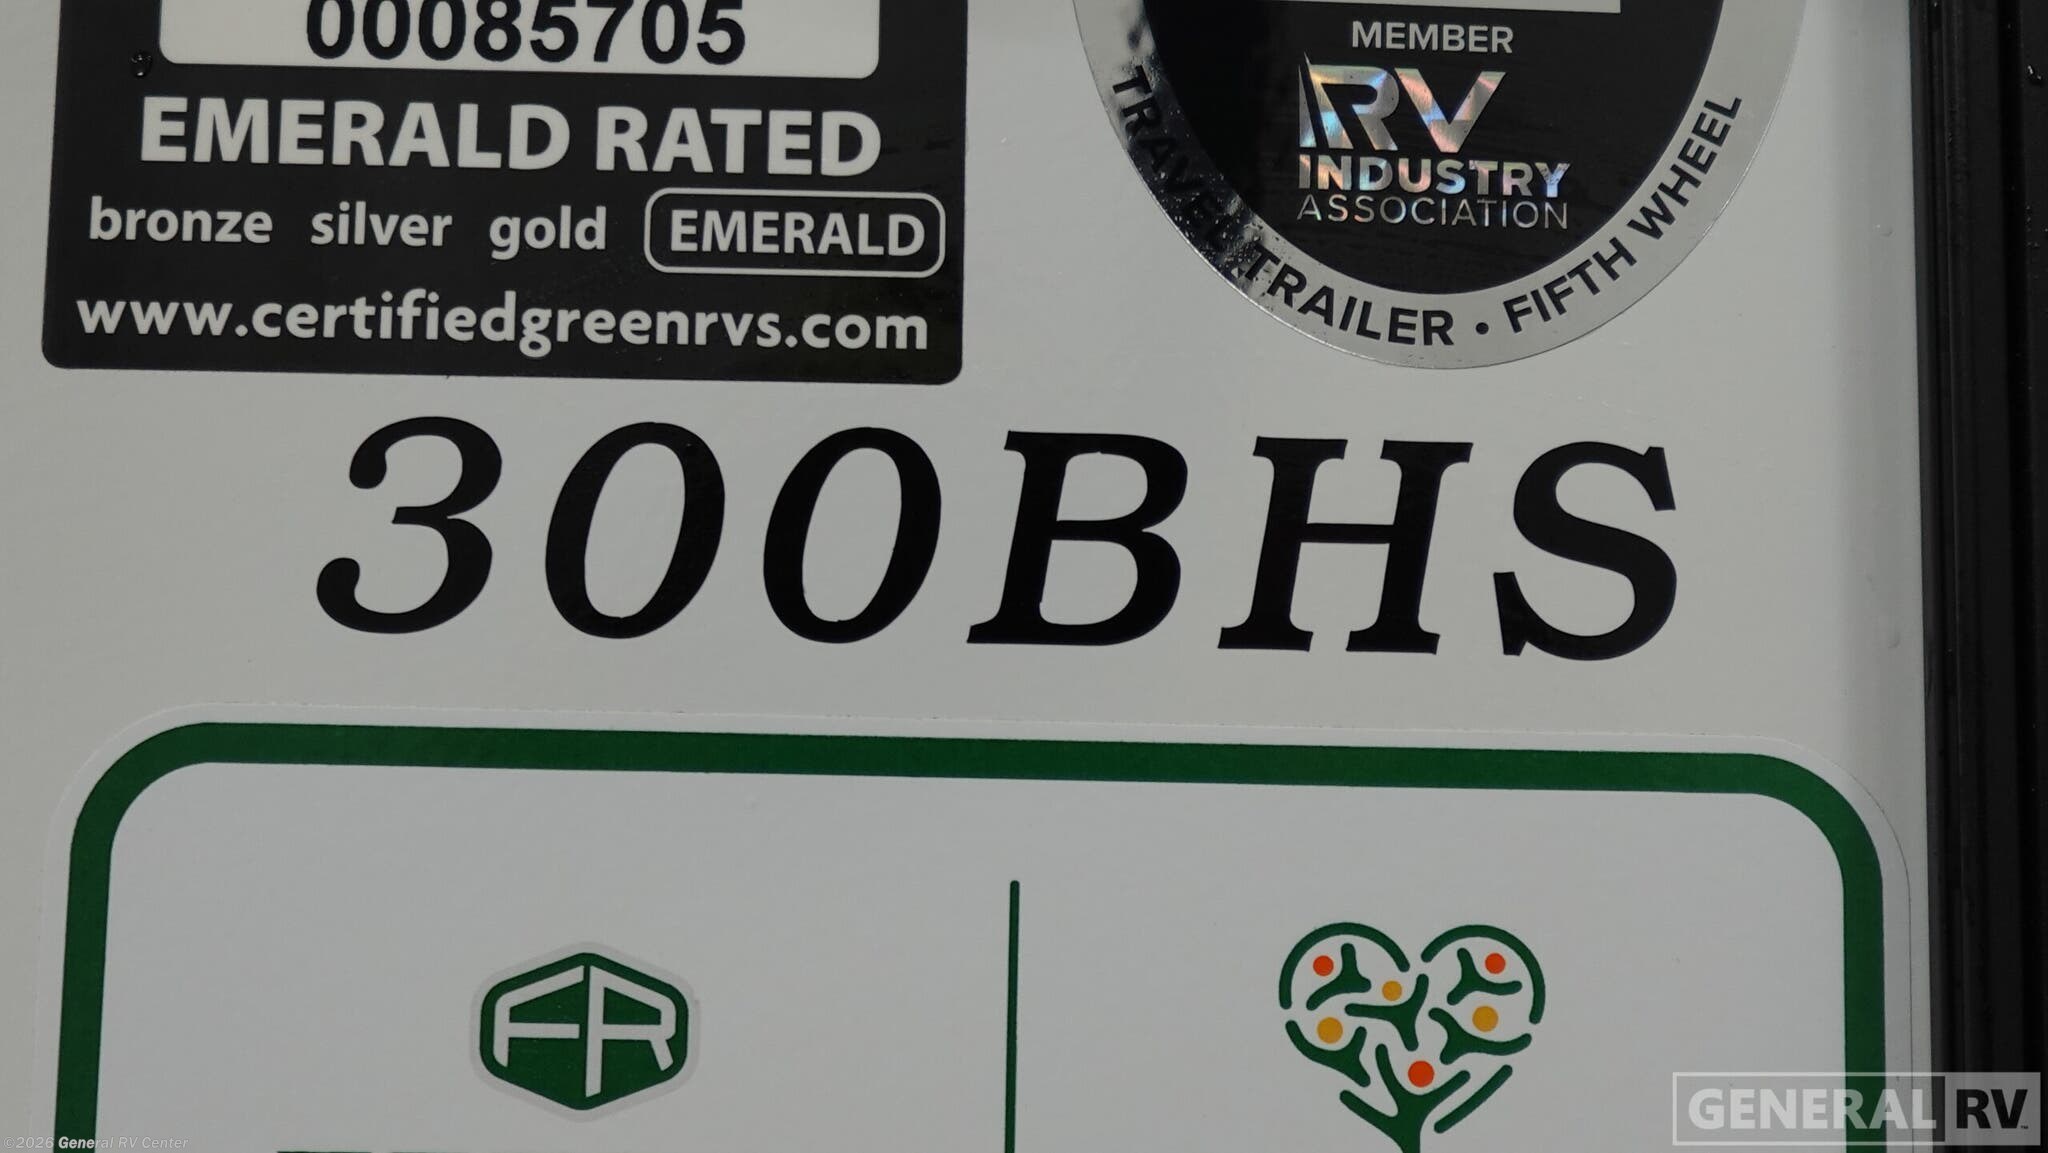 00085705
EMERALD RATED
bronze silver gold EMERALD
www.certifiedgreenrvs.com
MEMBER
RV
INDUSTRY
ASSOCIATION
TRAVEL TRAILER • FIFTH WHEEL
300BHS
FR
GENERAL RV
©2026 General RV Center